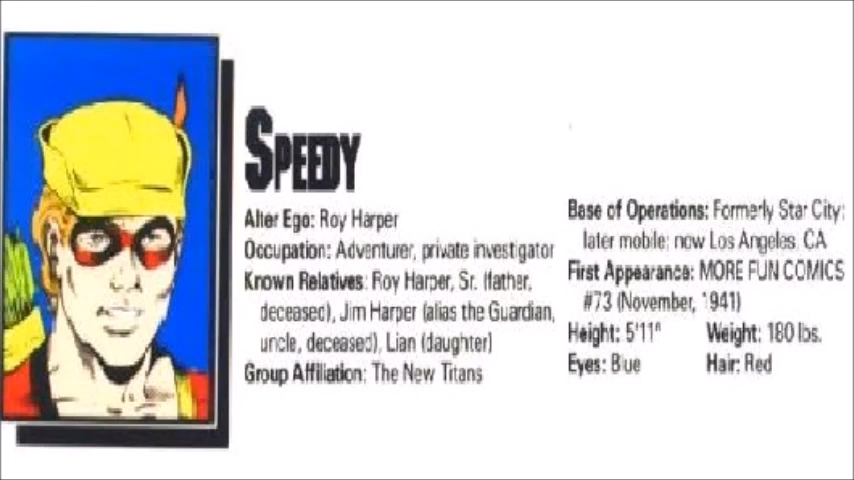 SPEEDY
Alter Ego: Roy Harper
Occupation: Adventurer, private investigator
Known Relatives: Roy Harper, Sr. (father,
deceased), Jim Harper (alias the Guardian,
uncle, deceased), Lian (daughter)
Group Affiliation: The New Titans
Base of Operations: Formerly Star City;
later mobile; now Los Angeles, CA
First Appearance: MORE FUN COMICS
#73 (November, 1941)
Height: 5'11" Weight: 180 lbs.
Eyes: Blue Hair: Red